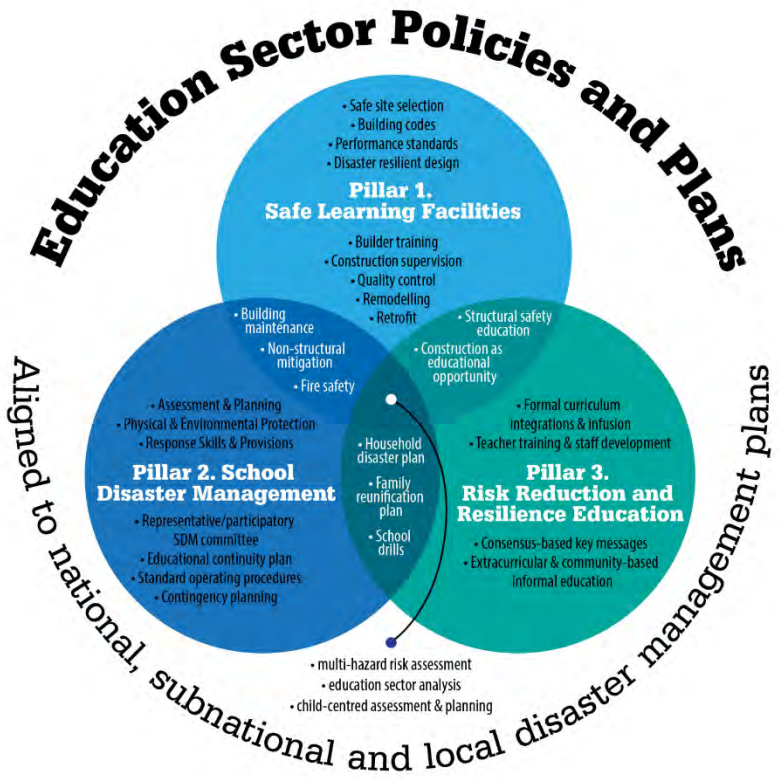 Education Sector Policies and Plans
• Safe site selection
• Building codes
• Performance standards
• Disaster resilient design
Pillar 1.
Safe Learning Facilities
• Builder training
• Construction supervision
• Quality control
• Remodelling
• Retrofit
• Building
maintenance
• Non-structural
mitigation
• Fire safety
• Structural safety
education
• Construction as
educational
opportunity
• Assessment & Planning
• Physical & Environmental Protection
• Response Skills & Provisions
Pillar 2. School
Disaster Management
• Representative/participatory
SDM committee
• Educational continuity plan
• Standard operating procedures
• Contingency planning
• Household
disaster plan
• Family
reunification
plan
• School
drills
• Formal curriculum
integrations & infusion
• Teacher training & staff development
Pillar 3.
Risk Reduction and
Resilience Education
• Consensus-based key messages
• Extracurricular & community-based
informal education
• multi-hazard risk assessment
• education sector analysis
• child-centred assessment & planning
Aligned to national, subnational and local disaster management plans